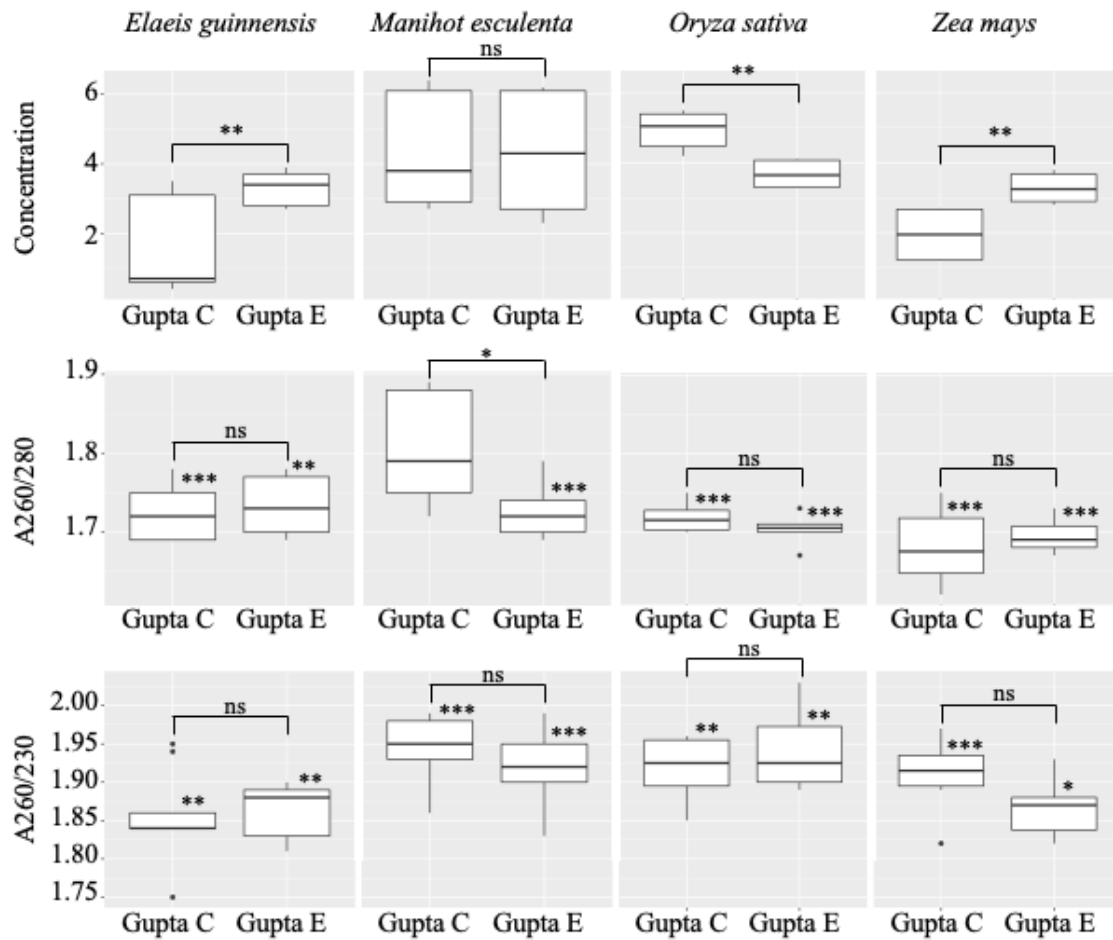 Elaeis guinnensis Manihot esculenta Oryza sativa Zea mays
ns
** ** **
Concentration
6
4
2
Gupta C Gupta E Gupta C Gupta E Gupta C Gupta E Gupta C Gupta E
A260/280
1.9
1.8
1.7
* 
ns ns ns
*** ** *** *** *** *** ***
Gupta C Gupta E Gupta C Gupta E Gupta C Gupta E Gupta C Gupta E
A260/230
2.00
1.95
1.90
1.85
1.80
1.75
ns ns ns ns
** ** *** *** ** ** *** *
Gupta C Gupta E Gupta C Gupta E Gupta C Gupta E Gupta C Gupta E